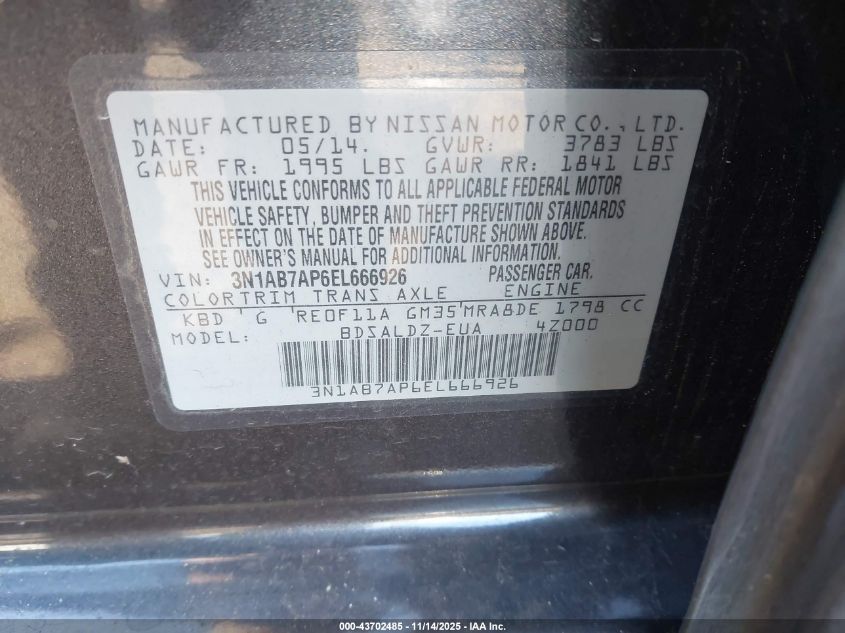 MANUFACTURED BY NISSAN MOTOR CO., LTD.
DATE: 05/14. GVWR: 3783 LBS
GAWR FR: 1995 LBS GAWR RR: 1841 LBS
THIS VEHICLE CONFORMS TO ALL APPLICABLE FEDERAL MOTOR
VEHICLE SAFETY, BUMPER AND THEFT PREVENTION STANDARDS
IN EFFECT ON THE DATE OF MANUFACTURE SHOWN ABOVE.
SEE OWNER'S MANUAL FOR ADDITIONAL INFORMATION.
VIN: 3N1AB7AP6EL666926 PASSENGER CAR.
COLOR TRIM TRANS AXLE ENGINE
KBD G RE0F11A GM35 MRA8DE 1798 CC
MODEL: BDSALDZ-EUA 4Z000
3N1AB7AP6EL666926
000-43702485 - 11/14/2025 - IAA Inc.